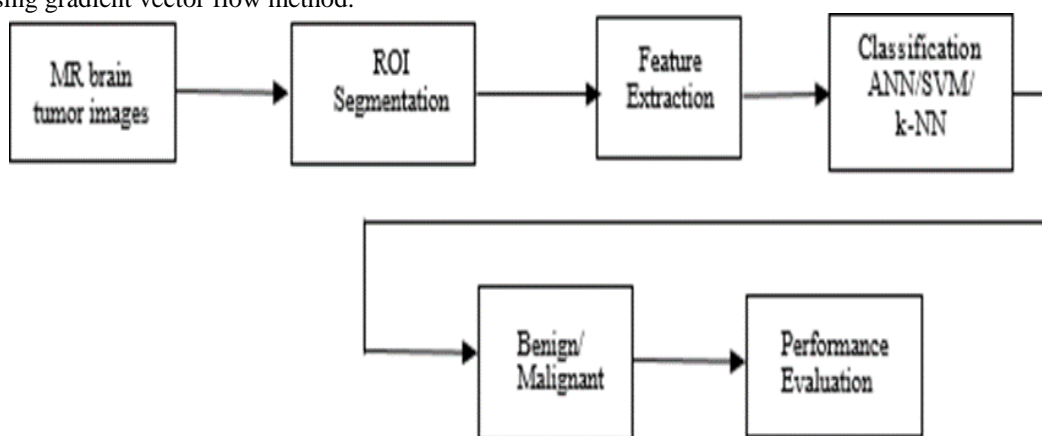 using gradient vector flow method.
MR brain
tumor images
ROI
Segmentation
Feature
Extraction
Classification
ANN/SVM/
k-NN
Benign/
Malignant
Performance
Evaluation